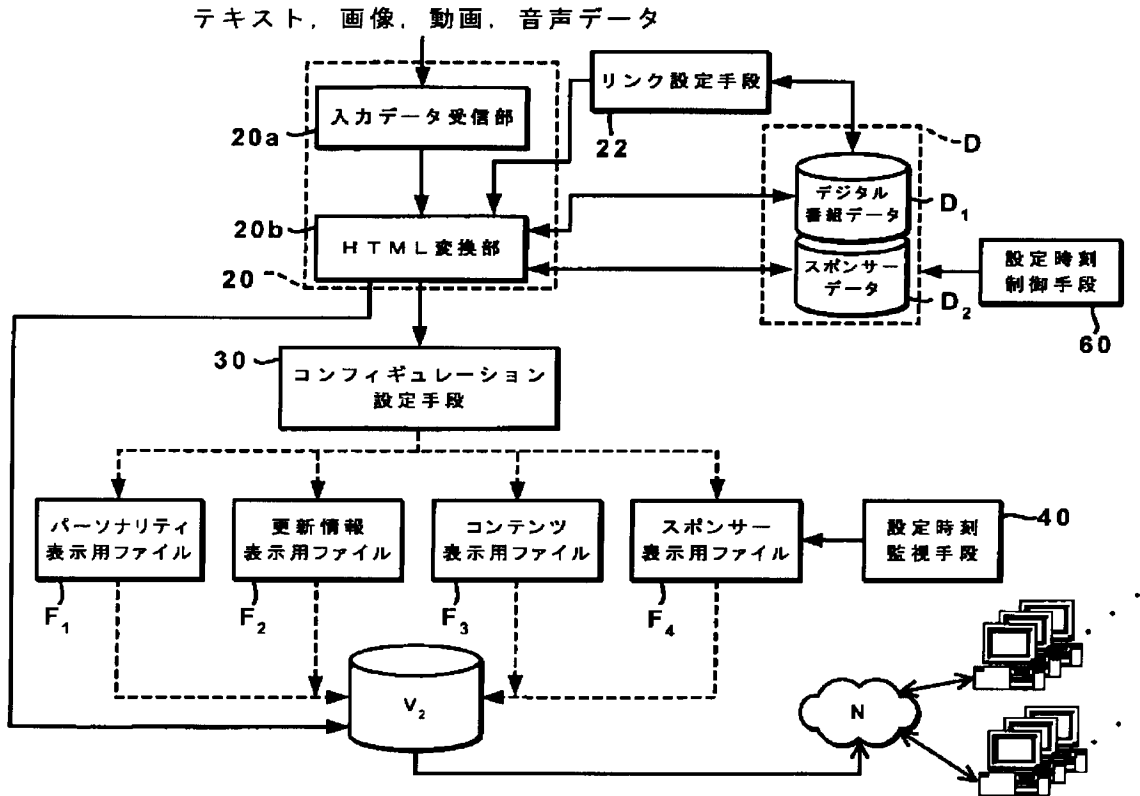 テキスト, 画像, 動画, 音声データ
入力データ受信部
20a
リンク設定手段
22
D
デジタル
番組データ
D1
20b
HTML変換部
20
スポンサー
データ
D2
設定時刻
制御手段
60
30
コンフィギュレーション
設定手段
パーソナリティ
表示用ファイル
F1
更新情報
表示用ファイル
F2
コンテンツ
表示用ファイル
F3
スポンサー
表示用ファイル
F4
設定時刻
監視手段
40
V2
N